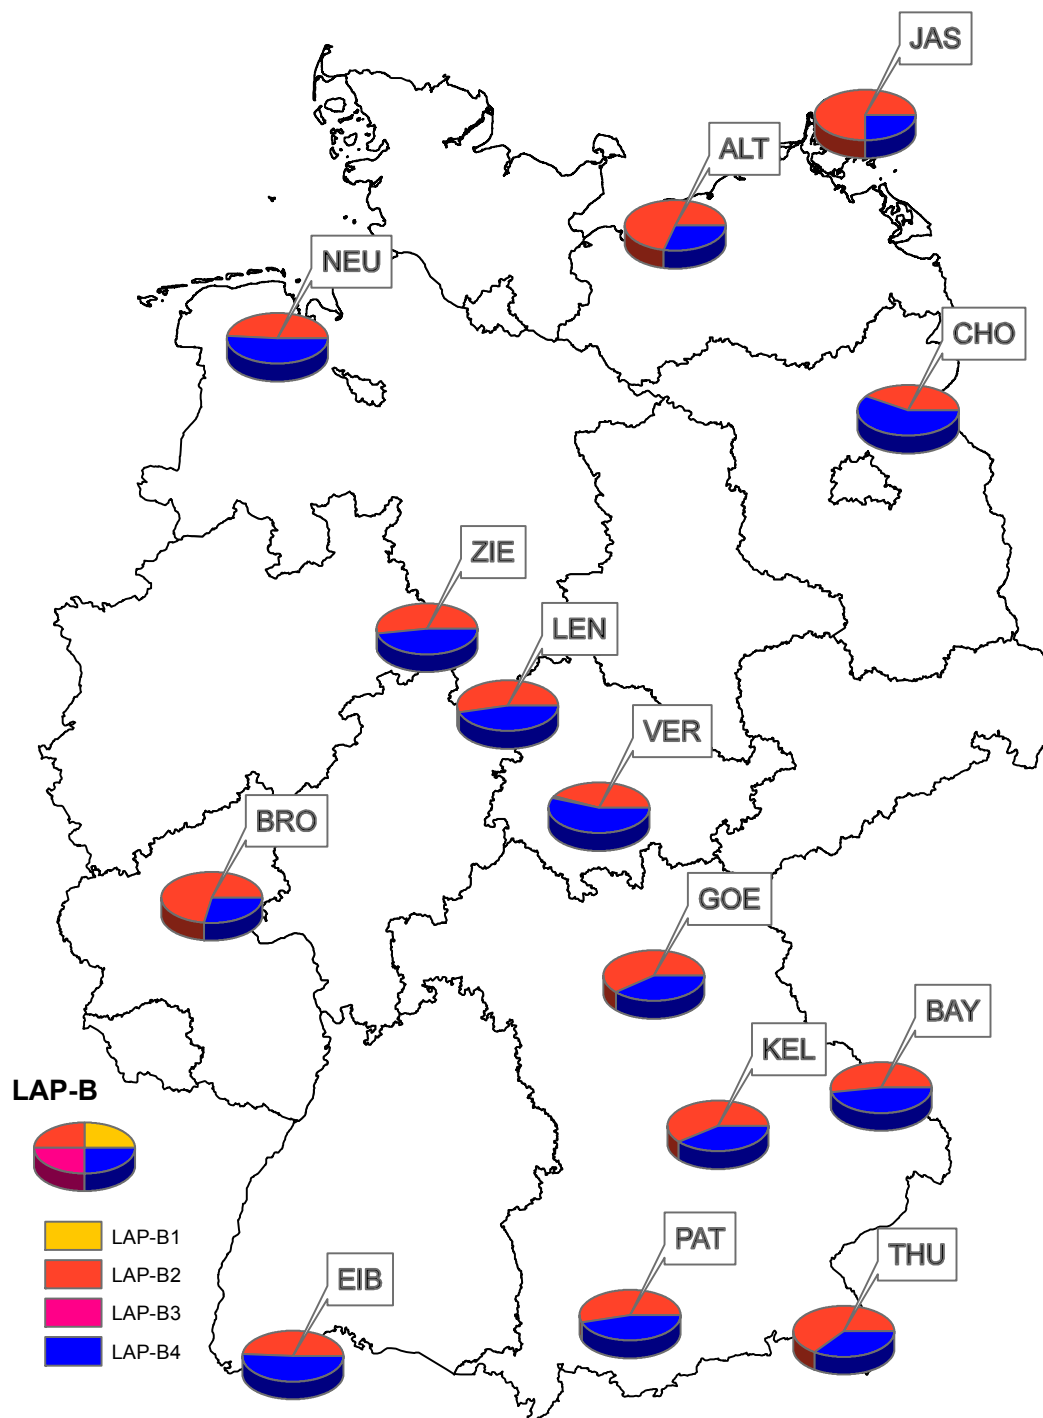 JAS
ALT
NEU
CHO
ZIE
LEN
VER
BRO
GOE
BAY
KEL
LAP-B
LAP-B1
LAP-B2
LAP-B3
LAP-B4
PAT
THU
EIB